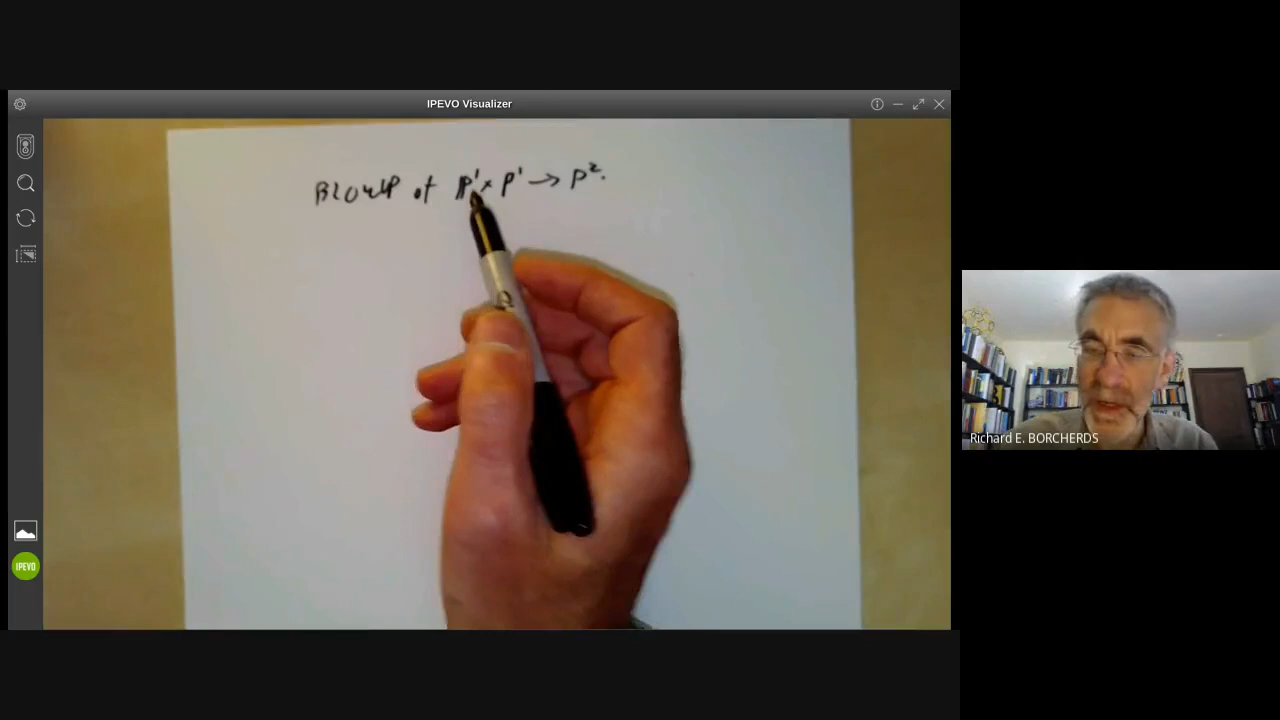 IPEVO Visualizer
BLOWUP of P¹ × P¹ → P².
IPEVO
Richard E. BORCHERDS